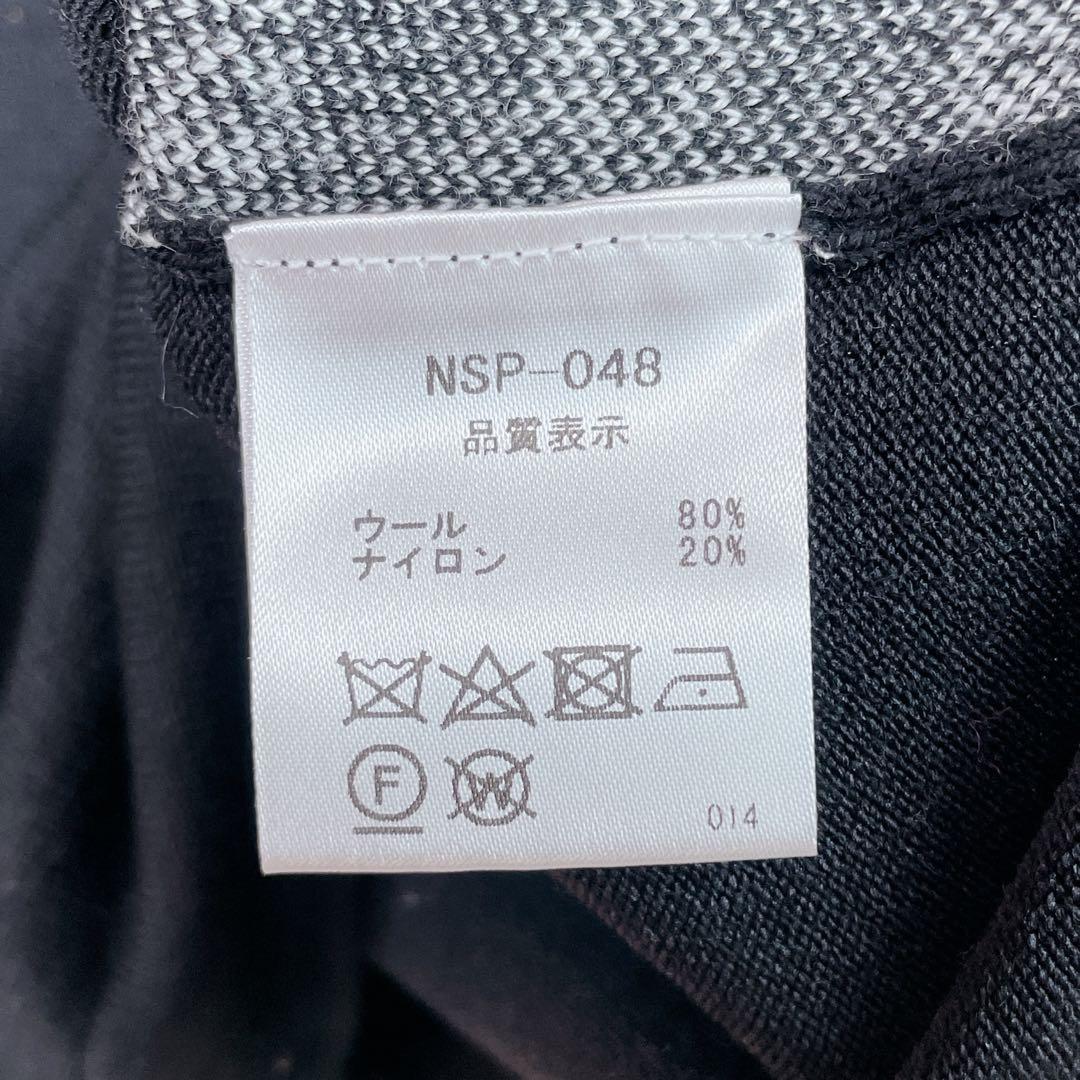 NSP-048
品質表示
ウール 80%
ナイロン 20%
F W
014